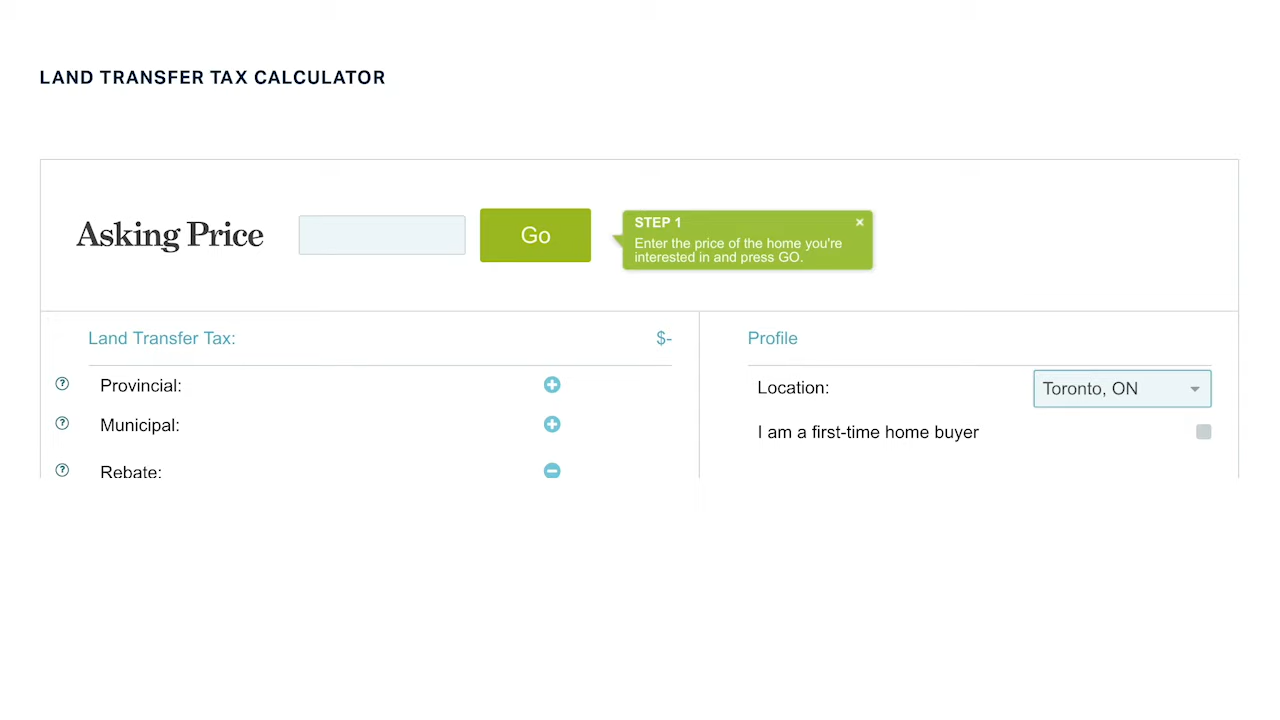 LAND TRANSFER TAX CALCULATOR
Asking Price
Go
STEP 1
×
Enter the price of the home you're
interested in and press GO.
Land Transfer Tax:
$-
Profile
? Provincial:
+
Location:
Toronto, ON
? Municipal:
+
I am a first-time home buyer
? Rebate:
−